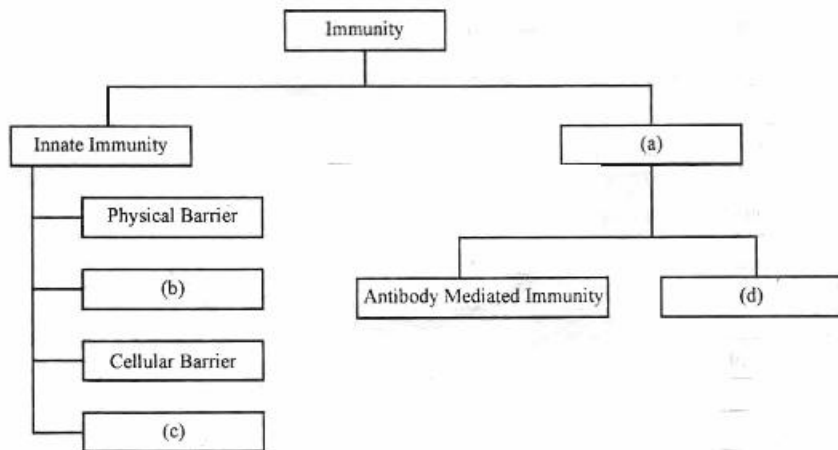 Immunity
Innate Immunity
(a)
Physical Barrier
(b)
Antibody Mediated Immunity
(d)
Cellular Barrier
(c)